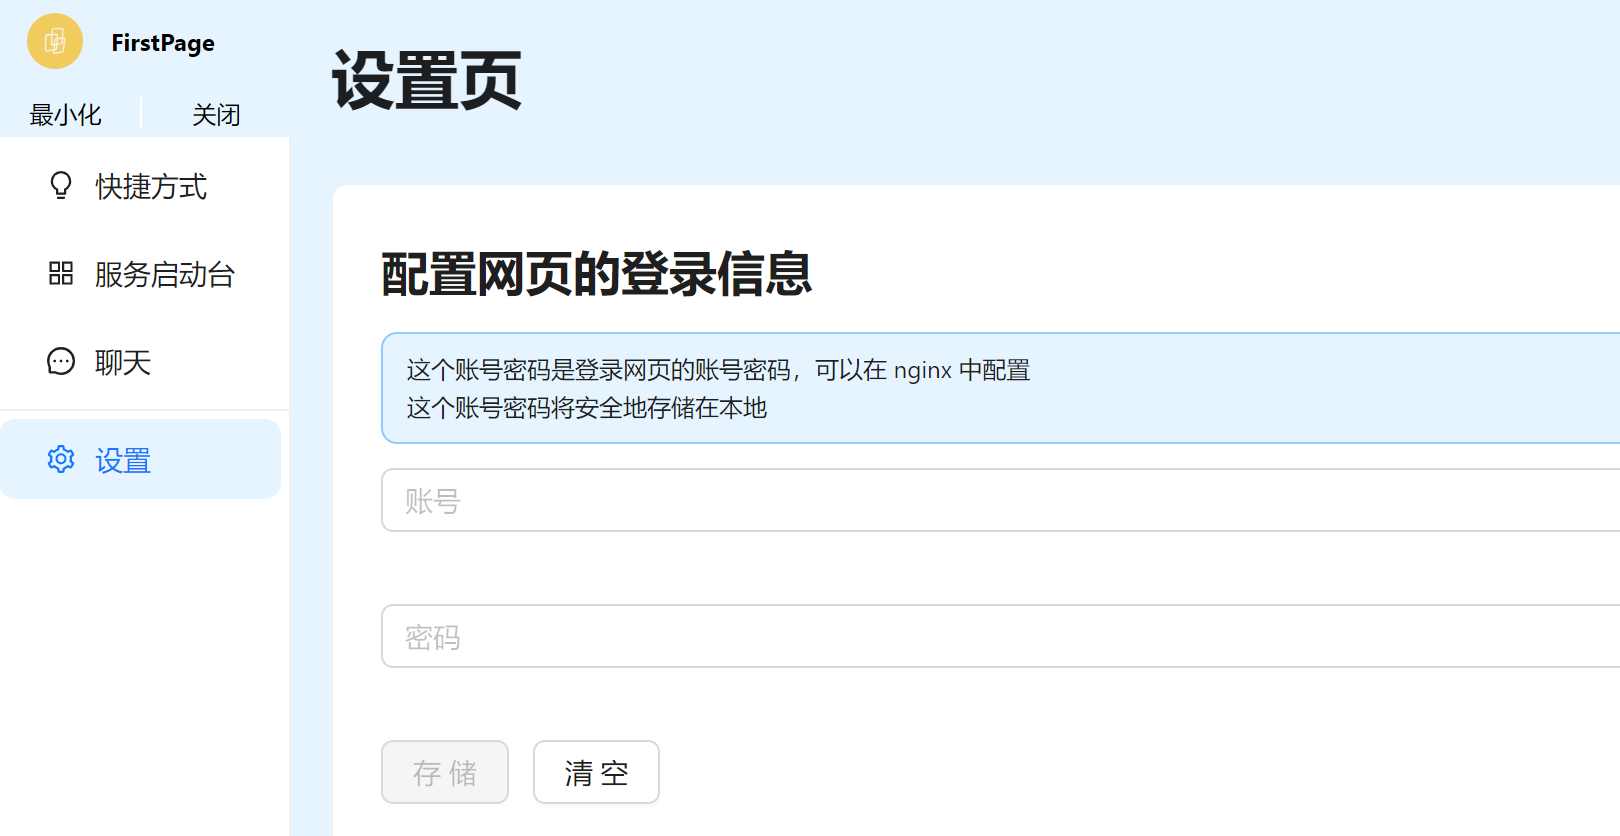 FirstPage
最小化
关闭
快捷方式
服务启动台
聊天
设置
设置页
配置网页的登录信息
这个账号密码是登录网页的账号密码，可以在 nginx 中配置
这个账号密码将安全地存储在本地
账号
密码
存 储
清 空